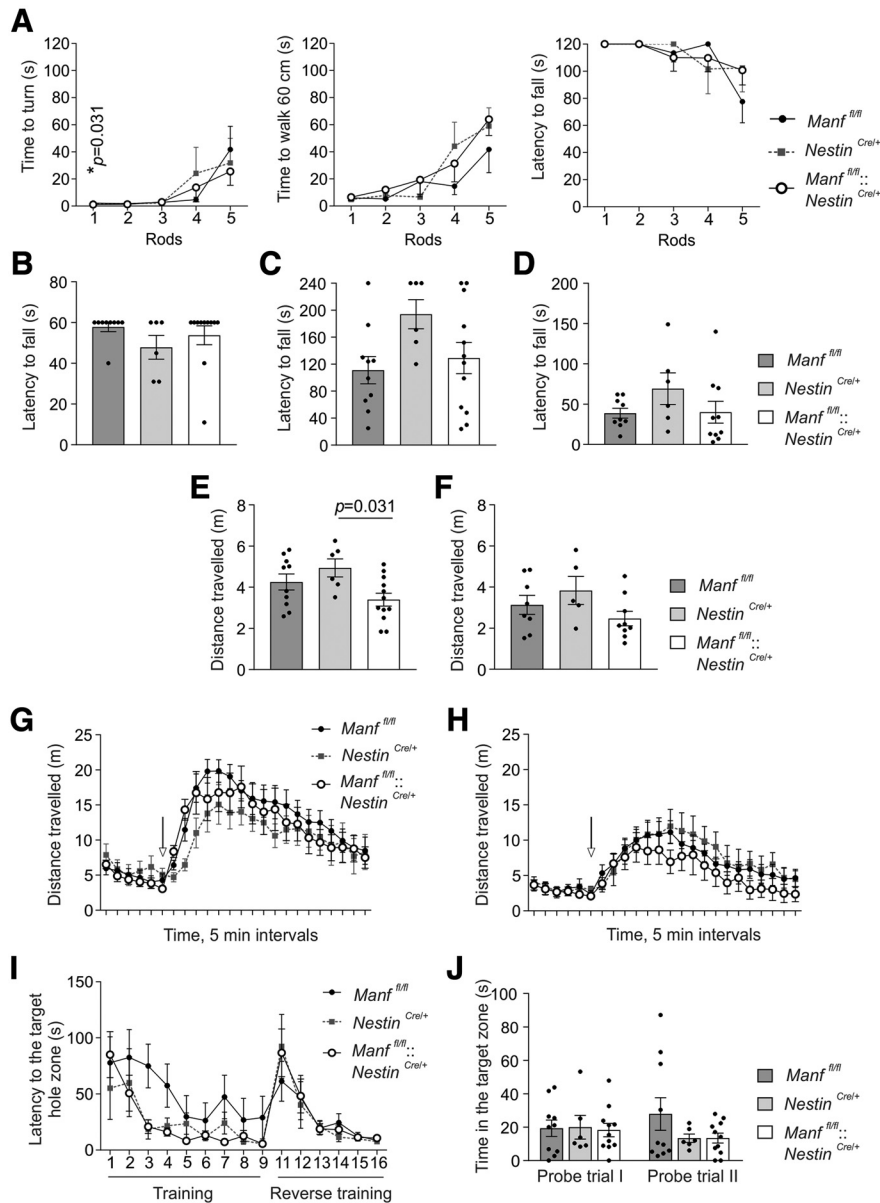 A
Time to turn (s)
120
100
80
60
40
20
0
* p=0.031
1 2 3 4 5
Rods
Time to walk 60 cm (s)
120
100
80
60
40
20
0
1 2 3 4 5
Rods
Latency to fall (s)
120
100
80
60
40
20
0
1 2 3 4 5
Rods
Manf fl/fl
Nestin Cre/+
Manf fl/fl::
Nestin Cre/+
B
Latency to fall (s)
80
60
40
20
0
C
Latency to fall (s)
240
200
160
120
80
40
0
D
Latency to fall (s)
200
150
100
50
0
Manf fl/fl
Nestin Cre/+
Manf fl/fl::
Nestin Cre/+
E
Distance travelled (m)
8
6
4
2
0
p=0.031
F
Distance travelled (m)
8
6
4
2
0
Manf fl/fl
Nestin Cre/+
Manf fl/fl::
Nestin Cre/+
G
Distance travelled (m)
25
20
15
10
5
0
Time, 5 min intervals
Manf fl/fl
Nestin Cre/+
Manf fl/fl::
Nestin Cre/+
H
Distance travelled (m)
25
20
15
10
5
0
Time, 5 min intervals
I
Latency to the target
hole zone (s)
150
100
50
0
1 2 3 4 5 6 7 8 9 11 12 13 14 15 16
Training Reverse training
Manf fl/fl
Nestin Cre/+
Manf fl/fl::
Nestin Cre/+
J
Time in the target zone (s)
100
80
60
40
20
0
Probe trial I Probe trial II
Manf fl/fl
Nestin Cre/+
Manf fl/fl::
Nestin Cre/+